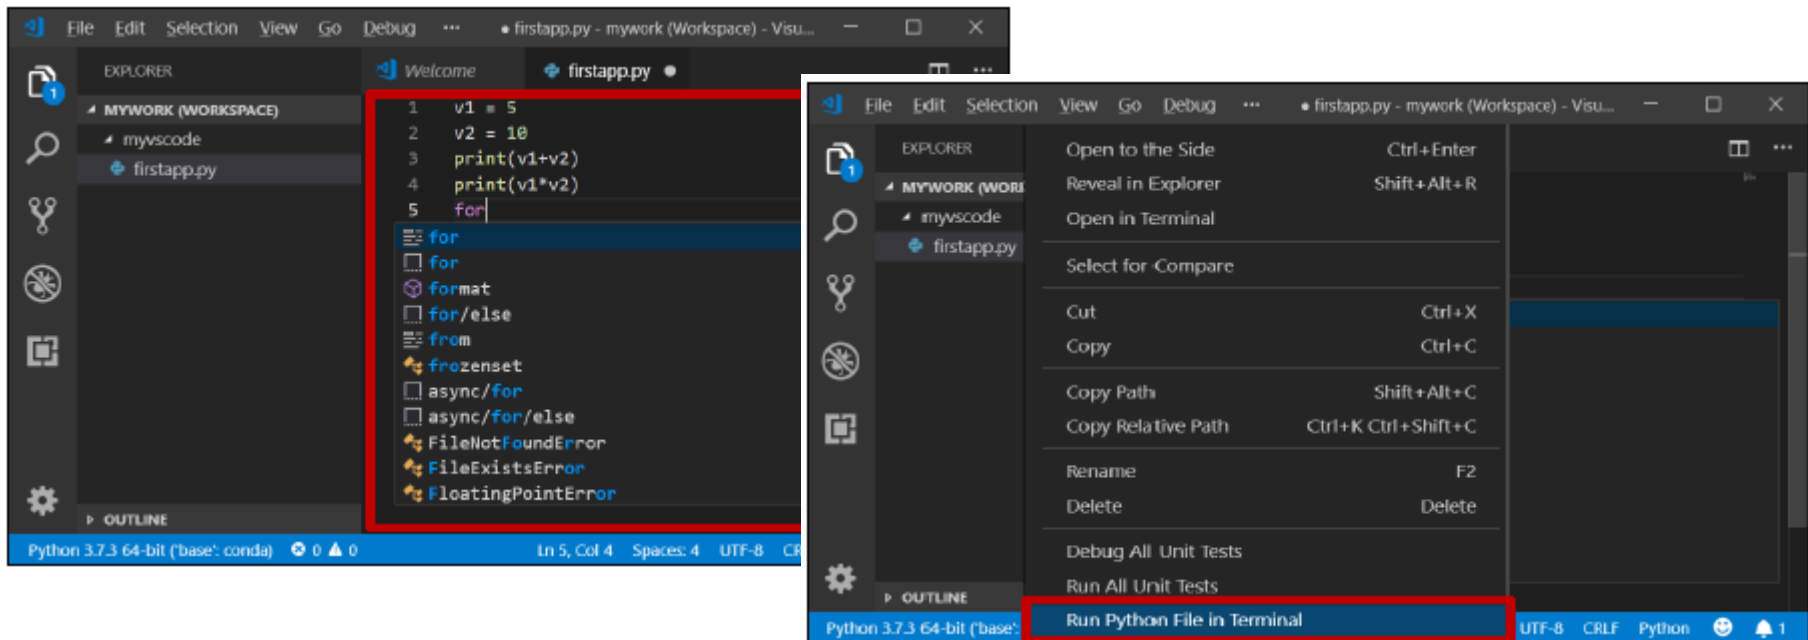 File Edit Selection View Go Debug ··· ● firstapp.py - mywork (Workspace) - Visu...
EXPLORER
Welcome
firstapp.py ●
1
MYWORK (WORKSPACE)
myvscode
firstapp.py
1 v1 = 5
2 v2 = 10
3 print(v1+v2)
4 print(v1*v2)
5 for
for
for
format
for/else
from
frozenset
async/for
async/for/else
FileNotFoundError
FileExistsError
FloatingPointError
OUTLINE
Python 3.7.3 64-bit ('base': conda) 0 0 Ln 5, Col 4 Spaces: 4 UTF-8 CR
File Edit Selection View Go Debug ··· ● firstapp.py - mywork (Workspace) - Visu...
EXPLORER
1
MYWORK (WOR
myvscode
firstapp.py
Open to the Side Ctrl+Enter
Reveal in Explorer Shift+Alt+R
Open in Terminal
Select for Compare
Cut Ctrl+X
Copy Ctrl+C
Copy Path Shift+Alt+C
Copy Relative Path Ctrl+K Ctrl+Shift+C
Rename F2
Delete Delete
Debug All Unit Tests
Run All Unit Tests
Run Python File in Terminal
OUTLINE
Python 3.7.3 64-bit ('base': UTF-8 CRLF Python 1